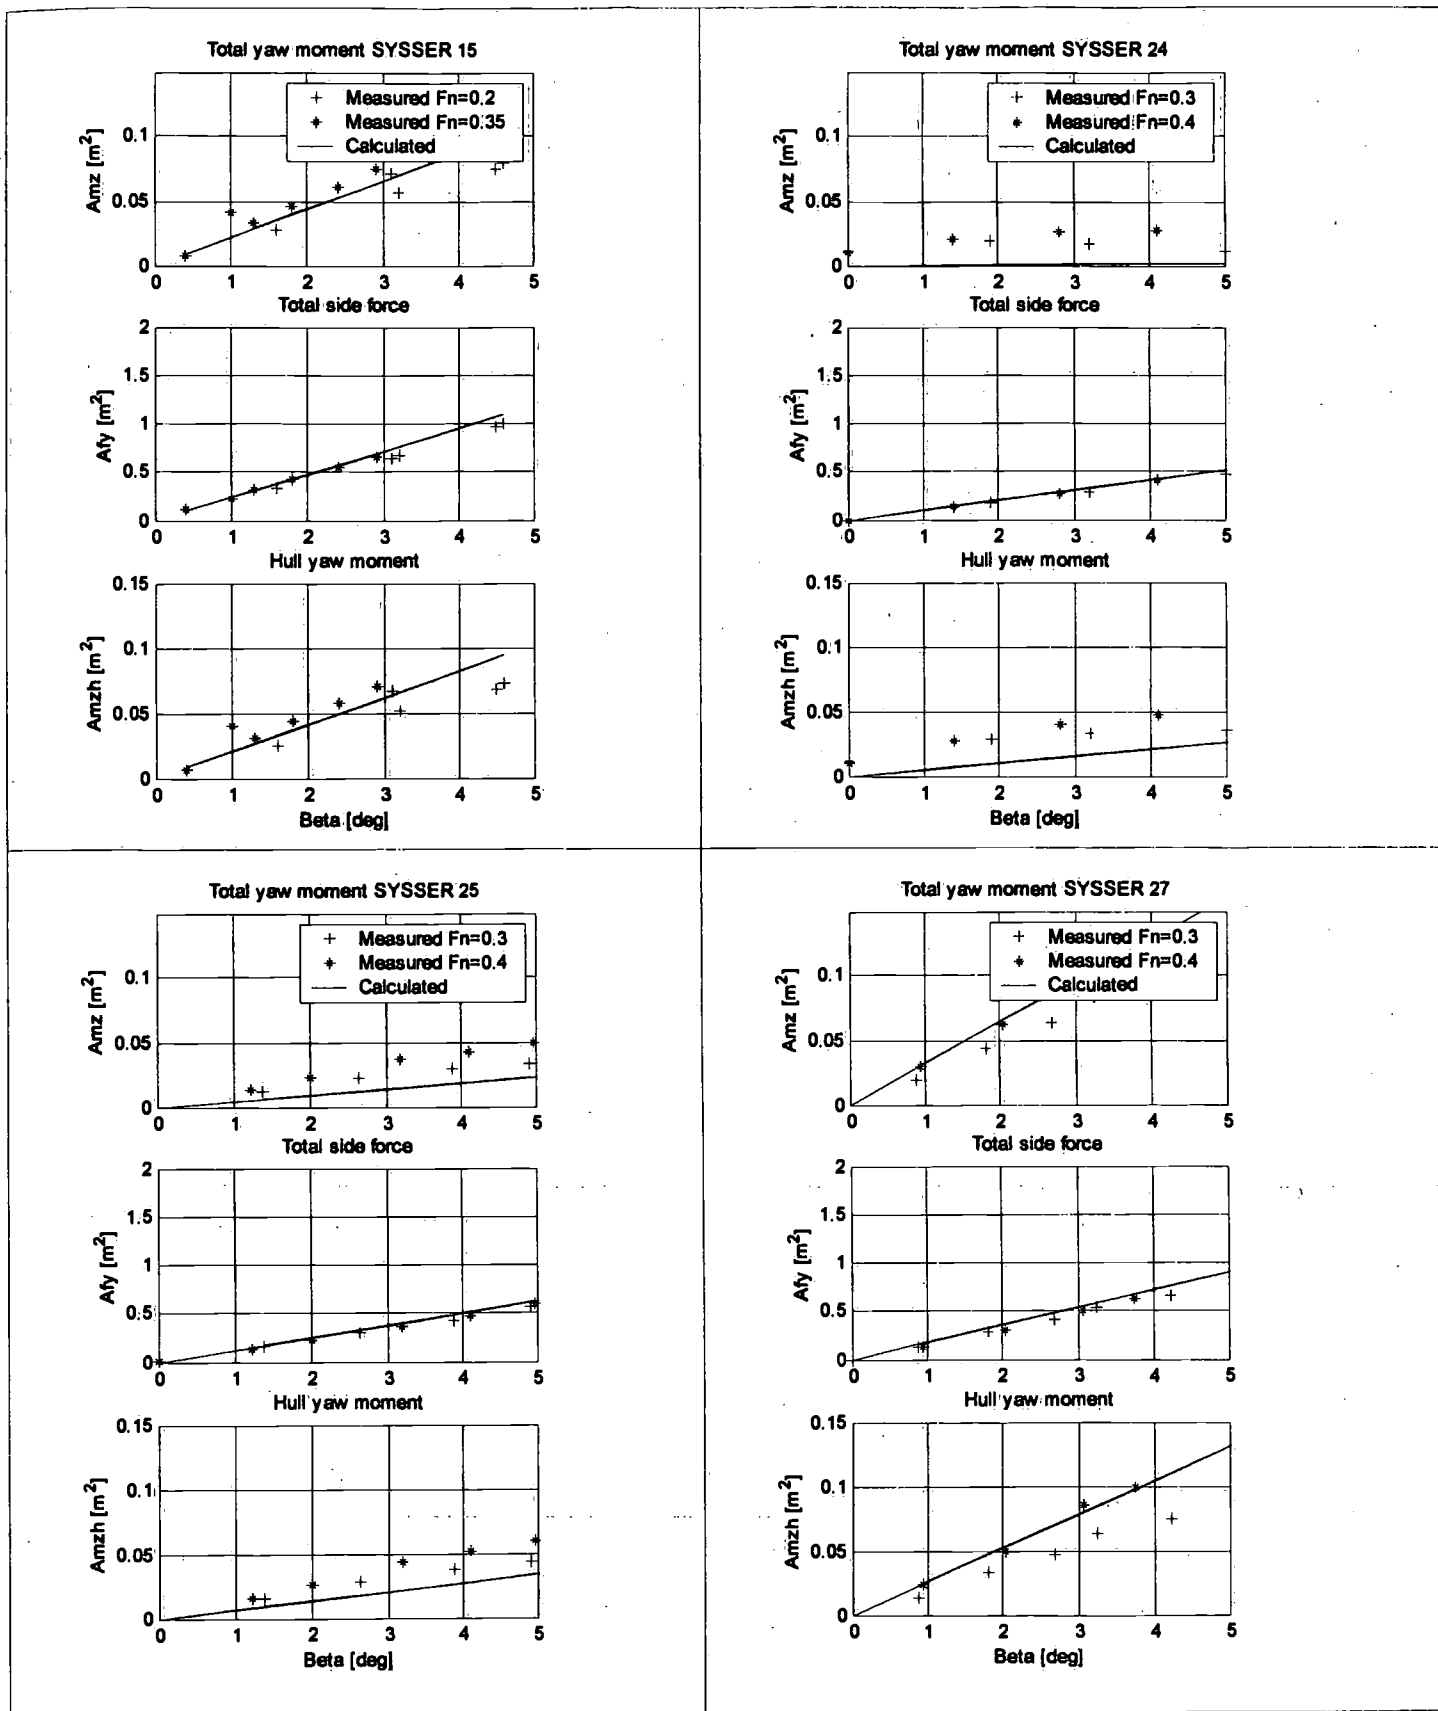 Total yaw moment SYSSER 15
Measured Fn=0.2
Measured Fn=0.35
Calculated
Amz [m²]
0.1
0.05
0
0 1 2 3 4 5
Total side force
Afy [m²]
2
1.5
1
0.5
0
0 1 2 3 4 5
Hull yaw moment
Amzh [m²]
0.15
0.1
0.05
0
0 1 2 3 4 5
Beta [deg]
Total yaw moment SYSSER 24
Measured Fn=0.3
Measured Fn=0.4
Calculated
Amz [m²]
0.1
0.05
0
0 1 2 3 4 5
Total side force
Afy [m²]
2
1.5
1
0.5
0
0 1 2 3 4 5
Hull yaw moment
Amzh [m²]
0.15
0.1
0.05
0
0 1 2 3 4 5
Beta [deg]
Total yaw moment SYSSER 25
Measured Fn=0.3
Measured Fn=0.4
Calculated
Amz [m²]
0.1
0.05
0
0 1 2 3 4 5
Total side force
Afy [m²]
2
1.5
1
0.5
0
0 1 2 3 4 5
Hull yaw moment
Amzh [m²]
0.15
0.1
0.05
0
0 1 2 3 4 5
Beta [deg]
Total yaw moment SYSSER 27
Measured Fn=0.3
Measured Fn=0.4
Calculated
Amz [m²]
0.1
0.05
0
0 1 2 3 4 5
Total side force
Afy [m²]
2
1.5
1
0.5
0
0 1 2 3 4 5
Hull yaw moment
Amzh [m²]
0.15
0.1
0.05
0
0 1 2 3 4 5
Beta [deg]